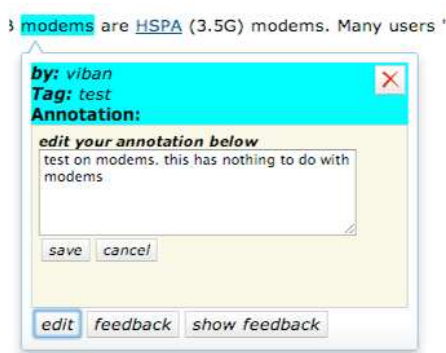 3 modems are HSPA (3.5G) modems. Many users "
by: viban
Tag: test
Annotation:
edit your annotation below
test on modems. this has nothing to do with
modems
save cancel
edit feedback show feedback